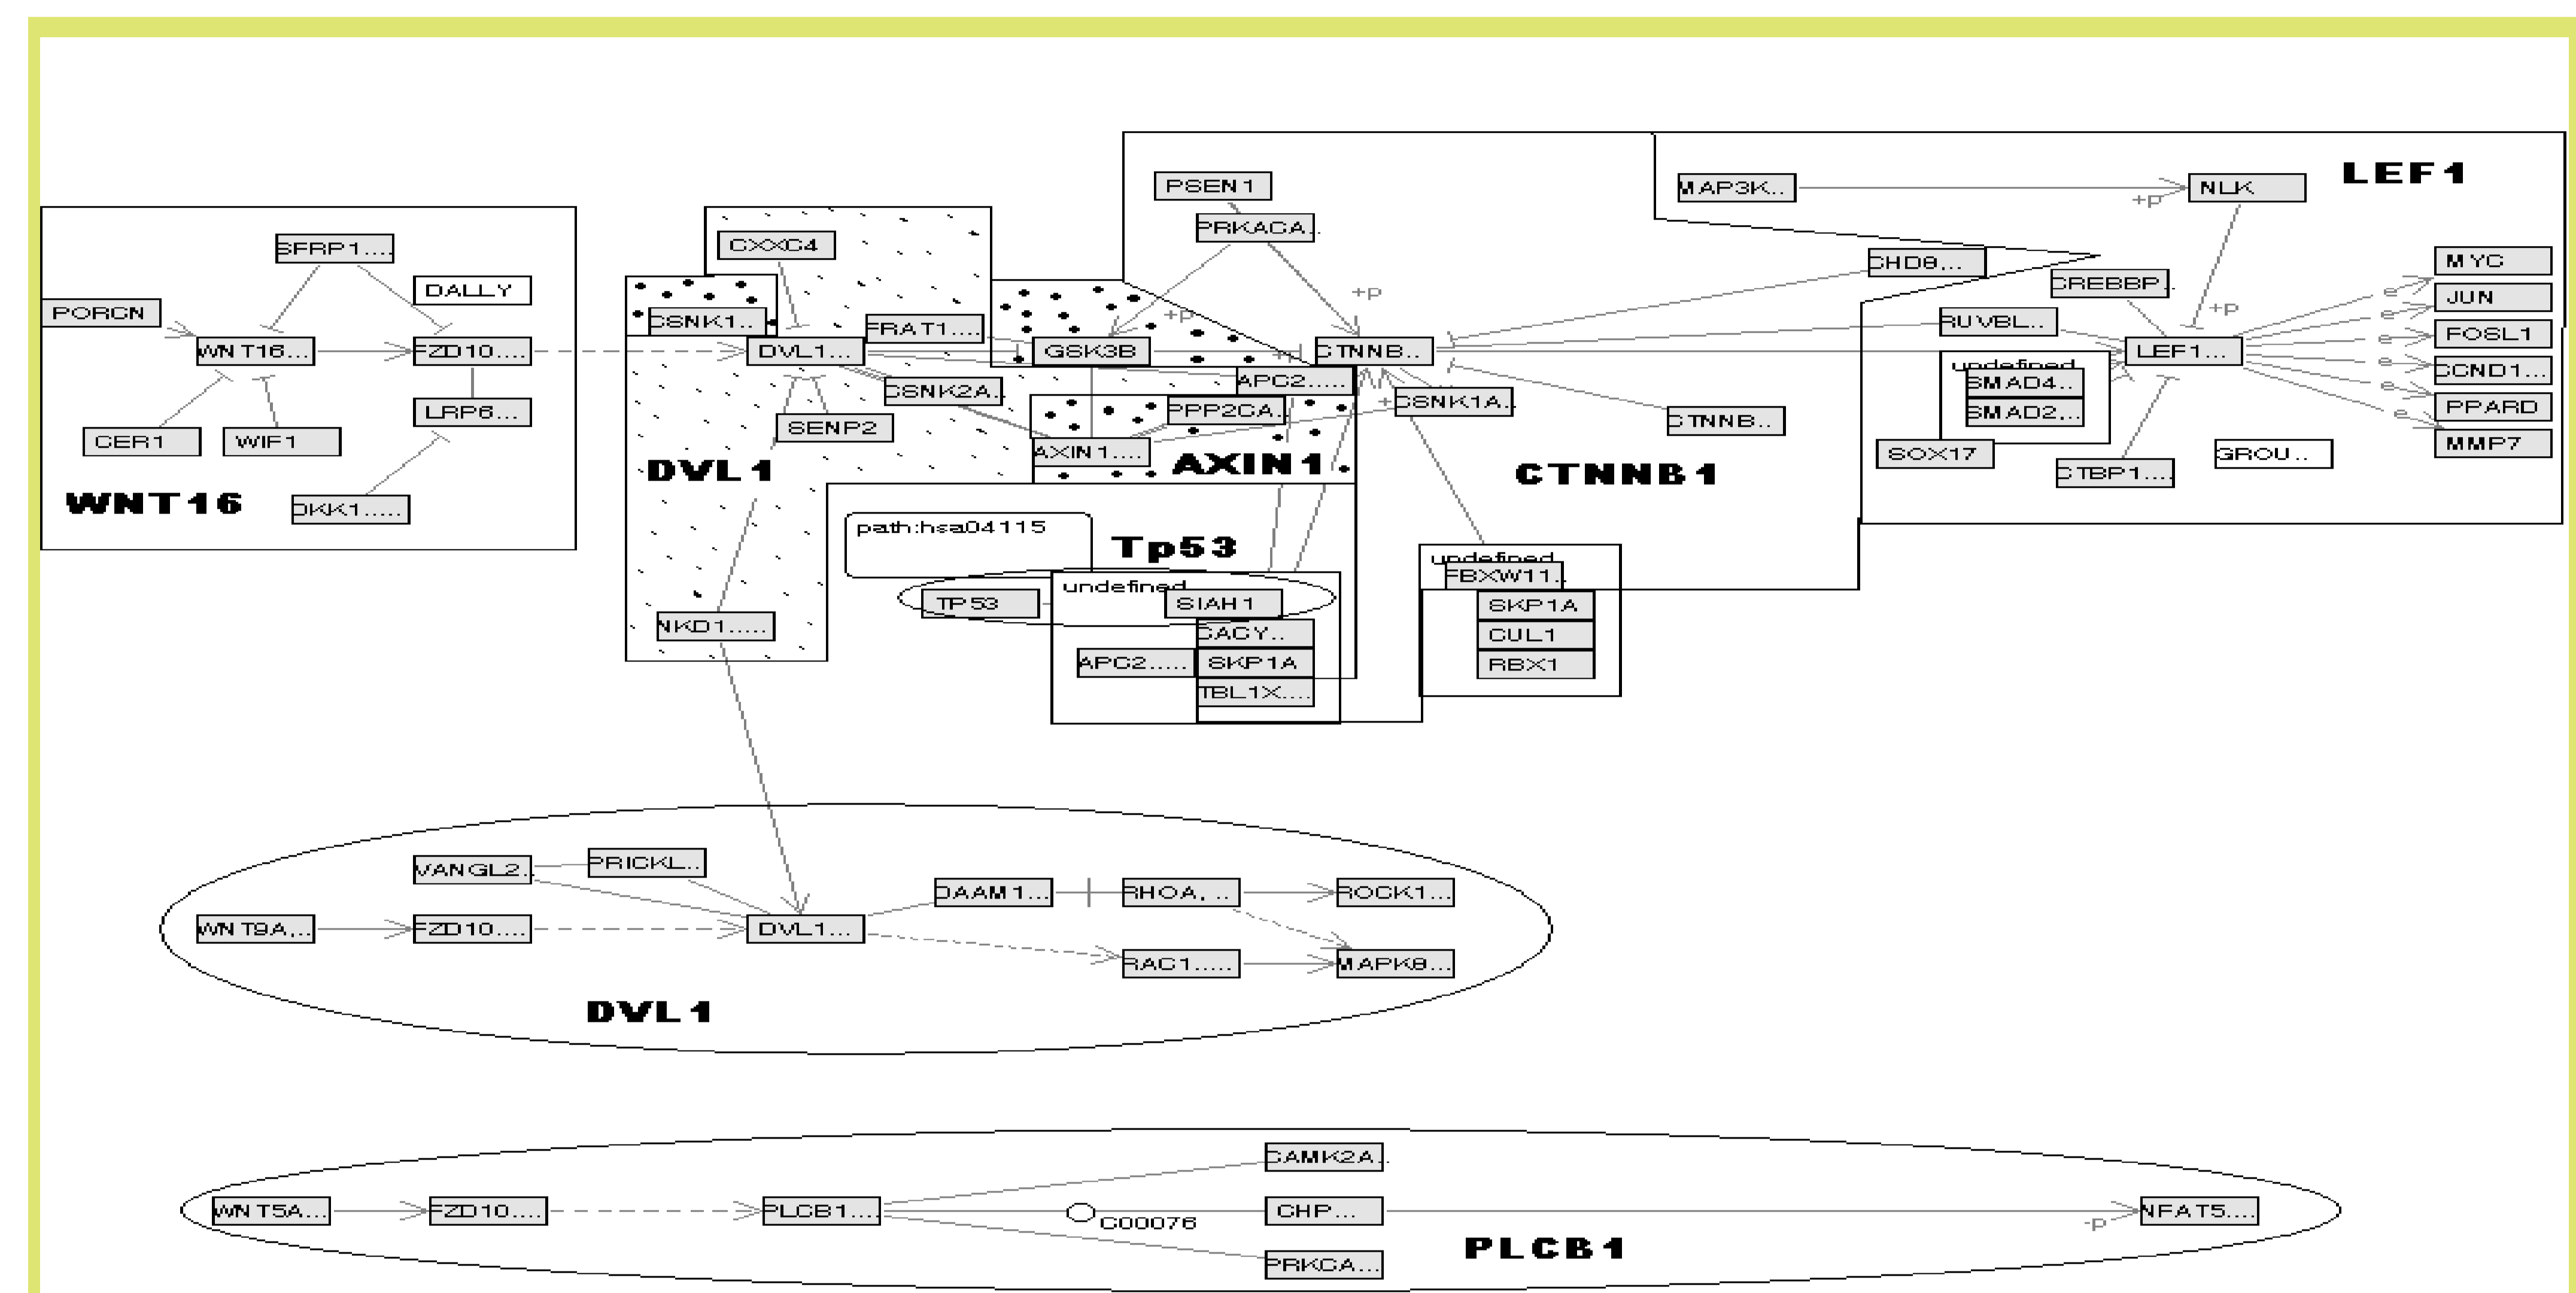 PSEN1
MAP3K..
NLK
LEF1
+p
PRKACA..
SFRP1....
CXXC4
CHD8...
MYC
DALLY
CREBBP..
JUN
+p
e
PORCN
CSNK1..
FRAT1....
+p
RUVBL..
+p
e
FOSL1
WNT16...
FZD10....
DVL1...
GSK3B
CTNNB..
LEF1...
e
undefined
CCND1...
e
APC2.....
SMAD4..
CSNK2A..
CSNK1A..
e
PPARD
LRP6...
PPP2CA..
SMAD2,..
e
CTNNB..
SENP2
CER1
WIF1
MMP7
AXIN1....
SOX17
GROU..
DVL1
AXIN1
CTNNB1
CTBP1....
WNT16
DKK1.....
path:hsa04115
Tp53
undefined
undefined
FBXW11..
TP53
SIAH1
SKP1A
NKD1.....
CACY..
CUL1
APC2.....
SKP1A
RBX1
TBL1X....
VANGL2..
PRICKL..
DAAM1...
RHOA, ..
ROCK1...
WNT9A,..
FZD10....
DVL1...
RAC1.....
MAPK8...
DVL1
CAMK2A..
WNT5A...
FZD10....
PLCB1....
C00076
CHP...
-p
NFAT5....
PLCB1
PRKCA...